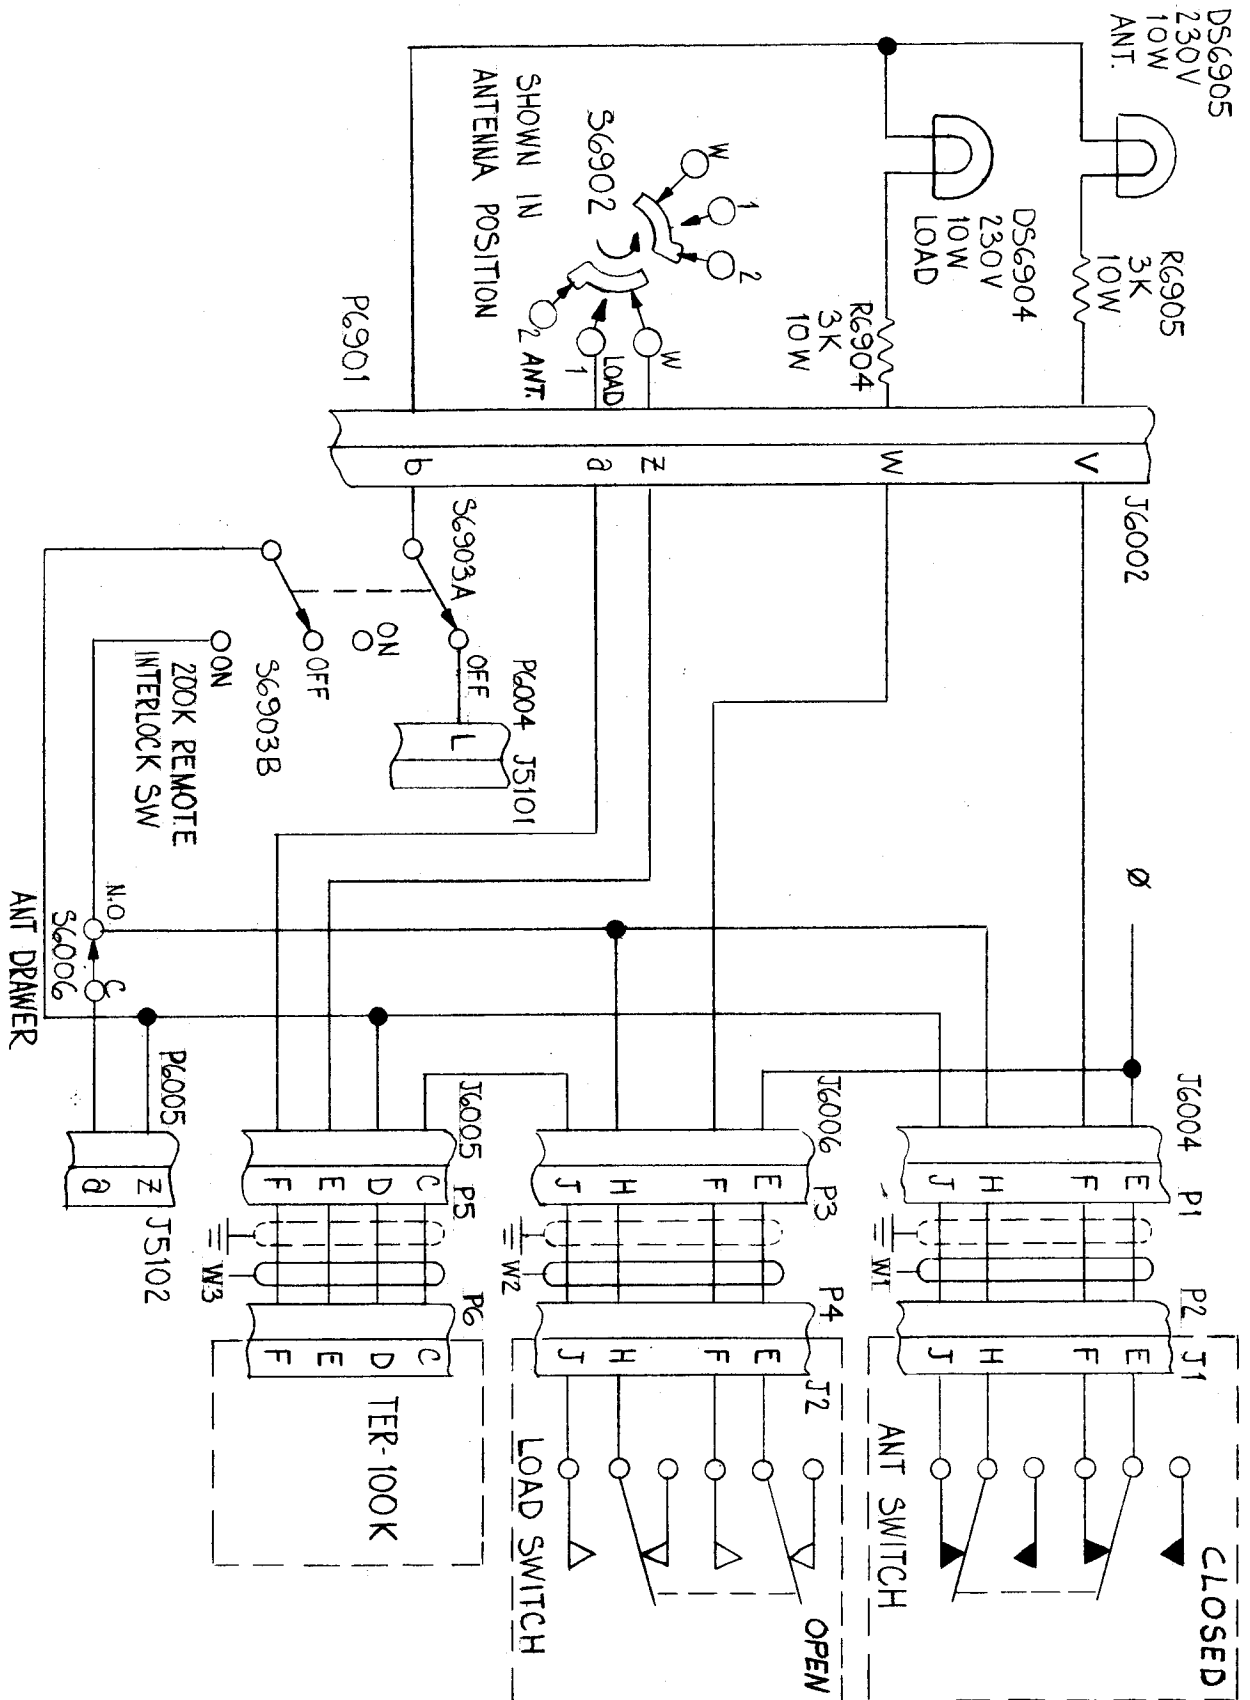 DS6905
230V
10W
ANT.
R6905
3K
10W
DS6904
230V
10W
LOAD
R6904
3K
10W
W
1
2
S6902
W
LOAD
1
2 ANT.
SHOWN IN
ANTENNA POSITION
P6901
J6002
V
W
z
a
b
S6903A
OFF
ON
OFF
ON
S6903B
200K REMOTE
INTERLOCK SW
P6004
J5101
L
Ø
N.O.
C
S6006
ANT DRAWER
P6005
J5102
Z
a
J6004
P1
E
F
H
J
W1
P2
J1
E
F
H
J
CLOSED
ANT SWITCH
J6006
P3
E
F
H
J
W2
P4
J2
E
F
H
J
OPEN
LOAD SWITCH
J6005
P5
C
D
E
F
W3
P6
C
D
E
F
TER-100K